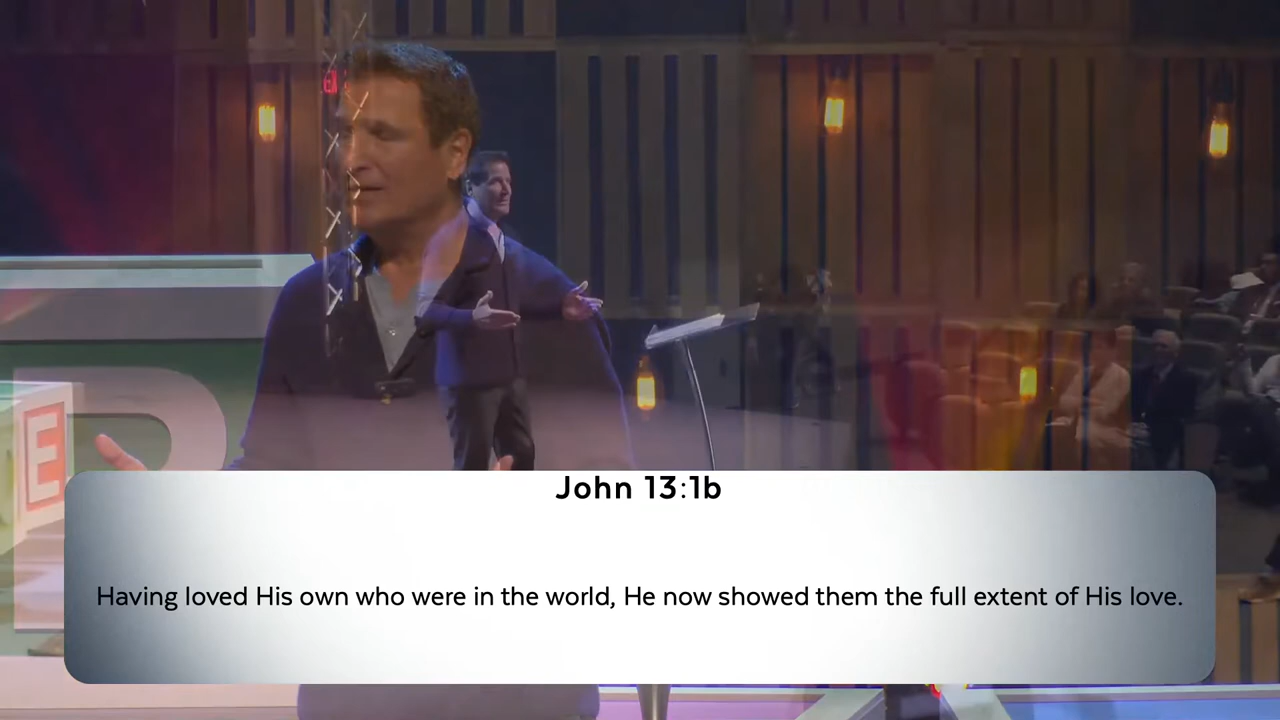 E
John 13:1b
Having loved His own who were in the world, He now showed them the full extent of His love.